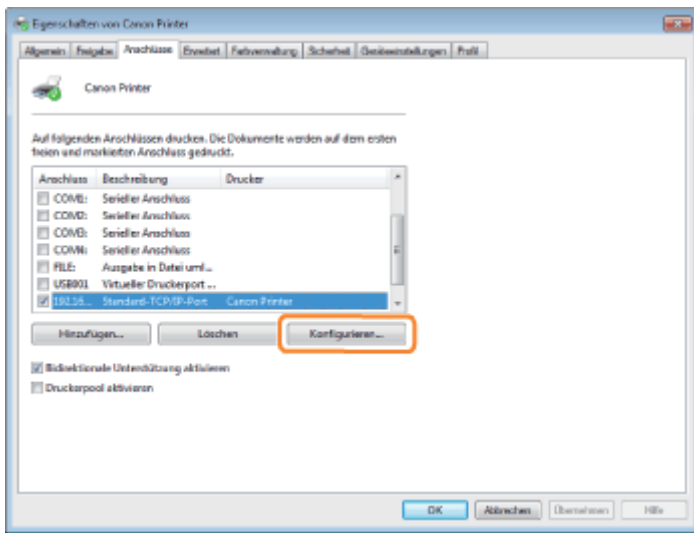 Eigenschaften von Canon Printer
Allgemein Freigabe Anschlüsse Erweitert Farbverwaltung Sicherheit Geräteeinstellungen Profil
Canon Printer
Auf folgenden Anschlüssen drucken. Die Dokumente werden auf dem ersten
freien und markierten Anschluss gedruckt.
Anschluss Beschreibung Drucker
COM1: Serieller Anschluss
COM2: Serieller Anschluss
COM3: Serieller Anschluss
COM4: Serieller Anschluss
FILE: Ausgabe in Datei uml...
USB001 Virtueller Druckerport ...
192.16... Standard-TCP/IP-Port Canon Printer
Hinzufügen... Löschen Konfigurieren...
Bidirektionale Unterstützung aktivieren
Druckerpool aktivieren
OK Abbrechen Übernehmen Hilfe